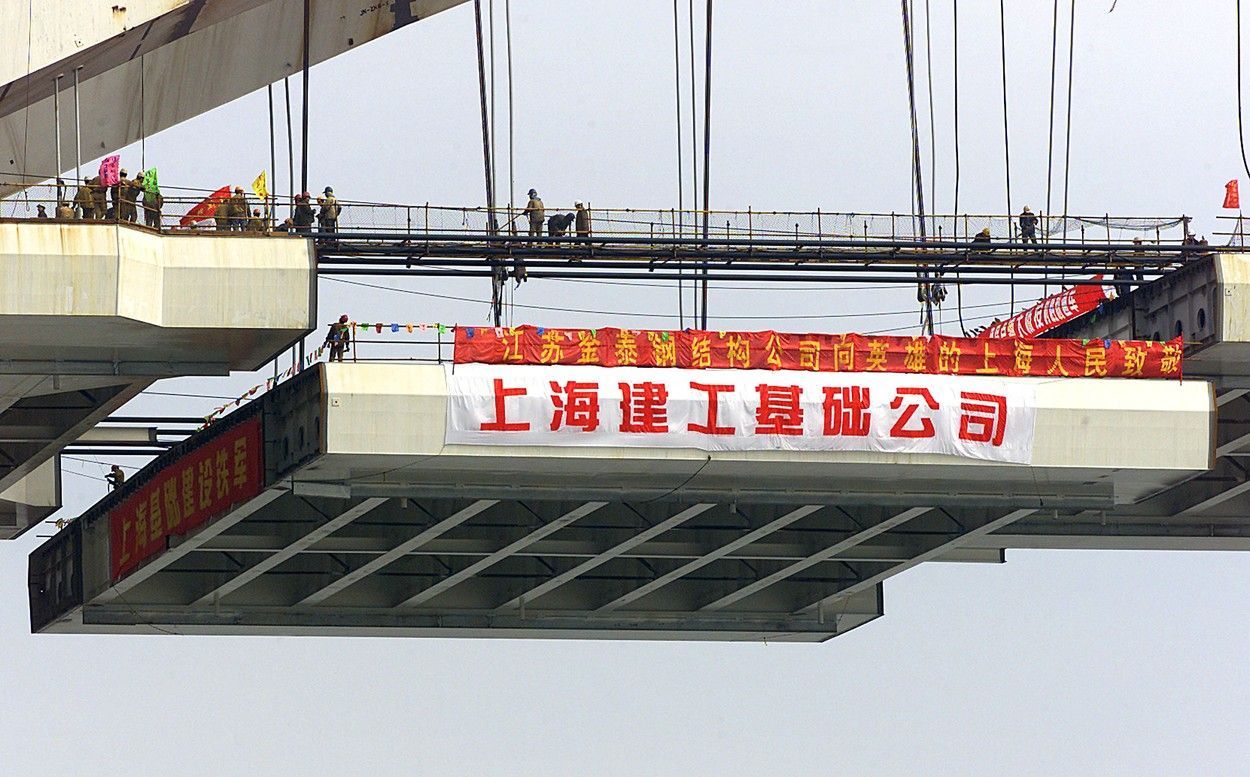 江苏金泰钢结构公司向英雄的上海人民致敬
上海建工基础公司
上海基础建设铁军